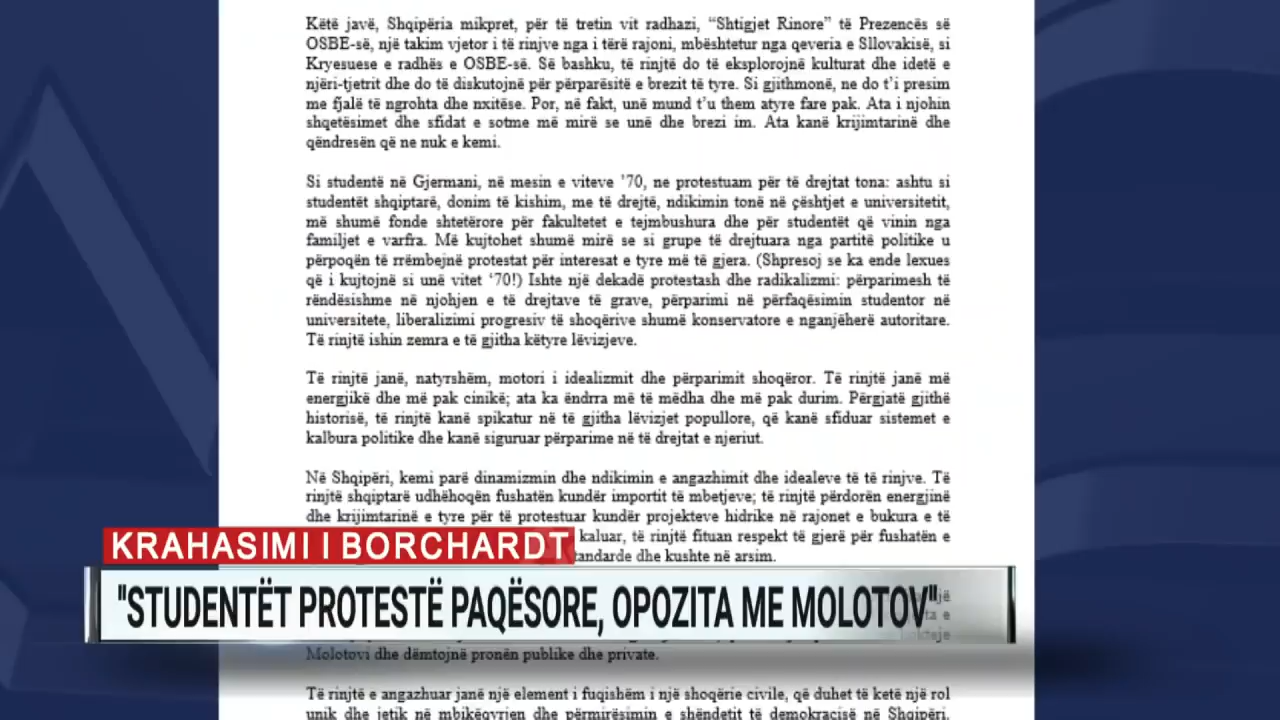 Këtë javë, Shqipëria mikpret, për të tretin vit radhazi, “Shtigjet Rinore” të Prezencës së
OSBE-së, një takim vjetor i të rinjve nga i tërë rajoni, mbështetur nga qeveria e Sllovakisë, si
Kryesuese e radhës e OSBE-së. Së bashku, të rinjtë do të eksplorojnë kulturat dhe idetë e
njëri-tjetrit dhe do të diskutojnë për përparësitë e brezit të tyre. Si gjithmonë, ne do t’i presim
me fjalë të ngrohta dhe nxitëse. Por, në fakt, unë mund t’u them atyre fare pak. Ata i njohin
shqetësimet dhe sfidat e sotme më mirë se unë dhe brezi im. Ata kanë krijimtarinë dhe
qëndresën që ne nuk e kemi.
Si studentë në Gjermani, në mesin e viteve ’70, ne protestuam për të drejtat tona: ashtu si
studentët shqiptarë, donim të kishim, me të drejtë, ndikimin tonë në çështjet e universitetit,
më shumë fonde shtetërore për fakultetet e tejmbushura dhe për studentët që vinin nga
familjet e varfra. Më kujtohet shumë mirë se si grupe të drejtuara nga partitë politike u
përpoqën të rrëmbejnë protestat për interesat e tyre më të gjera. (Shpresoj se ka ende lexues
që i kujtojnë si unë vitet ‘70!) Ishte një dekadë protestash dhe radikalizmi: përparimesh të
rëndësishme në njohjen e të drejtave të grave, përparimi në përfaqësimin studentor në
universitete, liberalizimi progresiv të shoqërive shumë konservatore e nganjëherë autoritare.
Të rinjtë ishin zemra e të gjitha këtyre lëvizjeve.
Të rinjtë janë, natyrshëm, motori i idealizmit dhe përparimit shoqëror. Të rinjtë janë më
energjikë dhe më pak cinikë; ata ka ëndrra më të mëdha dhe më pak durim. Përgjatë gjithë
historisë, të rinjtë kanë spikatur në të gjitha lëvizjet popullore, që kanë sfiduar sistemet e
kalbura politike dhe kanë siguruar përparime në të drejtat e njeriut.
Në Shqipëri, kemi parë dinamizmin dhe ndikimin e angazhimit dhe idealeve të të rinjve. Të
rinjtë shqiptarë udhëhoqën fushatën kundër importit të mbetjeve; të rinjtë përdorën energjinë
dhe krijimtarinë e tyre për të protestuar kundër projekteve hidrike në rajonet e bukura e të
kaluar, të rinjtë fituan respekt të gjerë për fushatën e
tandarde dhe kushte në arsim.
KRAHASIMI I BORCHARDT
"STUDENTËT PROTESTË PAQËSORE, OPOZITA ME MOLOTOV"
Molotovi dhe dëmtojnë pronën publike dhe private.
Të rinjtë e angazhuar janë një element i fuqishëm i një shoqërie civile, që duhet të ketë një rol
unik dhe jetik në mbikëqyrjen dhe përmirësimin e shëndetit të demokracisë në Shqipëri.